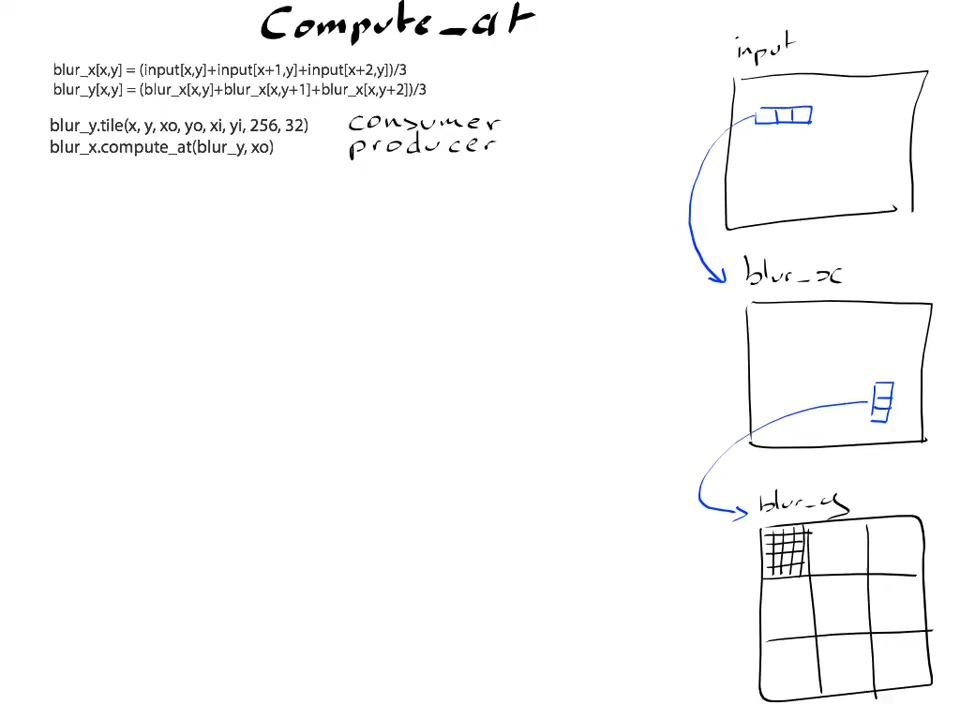 Compute_at
blur_x[x,y] = (input[x,y]+input[x+1,y]+input[x+2,y])/3
blur_y[x,y] = (blur_x[x,y]+blur_x[x,y+1]+blur_x[x,y+2])/3
blur_y.tile(x, y, xo, yo, xi, yi, 256, 32) consumer
blur_x.compute_at(blur_y, xo) producer
input
blur_x
blur_y